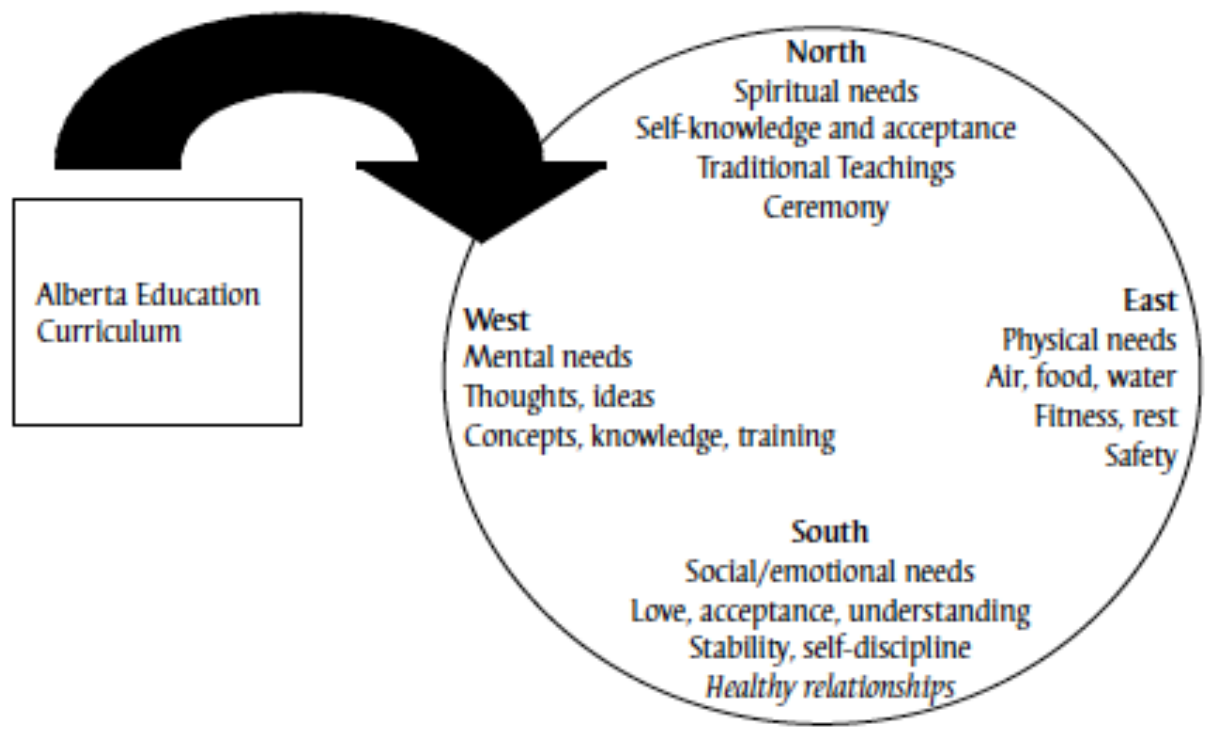 North
Spiritual needs
Self-knowledge and acceptance
Traditional Teachings
Ceremony
Alberta Education
Curriculum
West
Mental needs
Thoughts, ideas
Concepts, knowledge, training
East
Physical needs
Air, food, water
Fitness, rest
Safety
South
Social/emotional needs
Love, acceptance, understanding
Stability, self-discipline
Healthy relationships